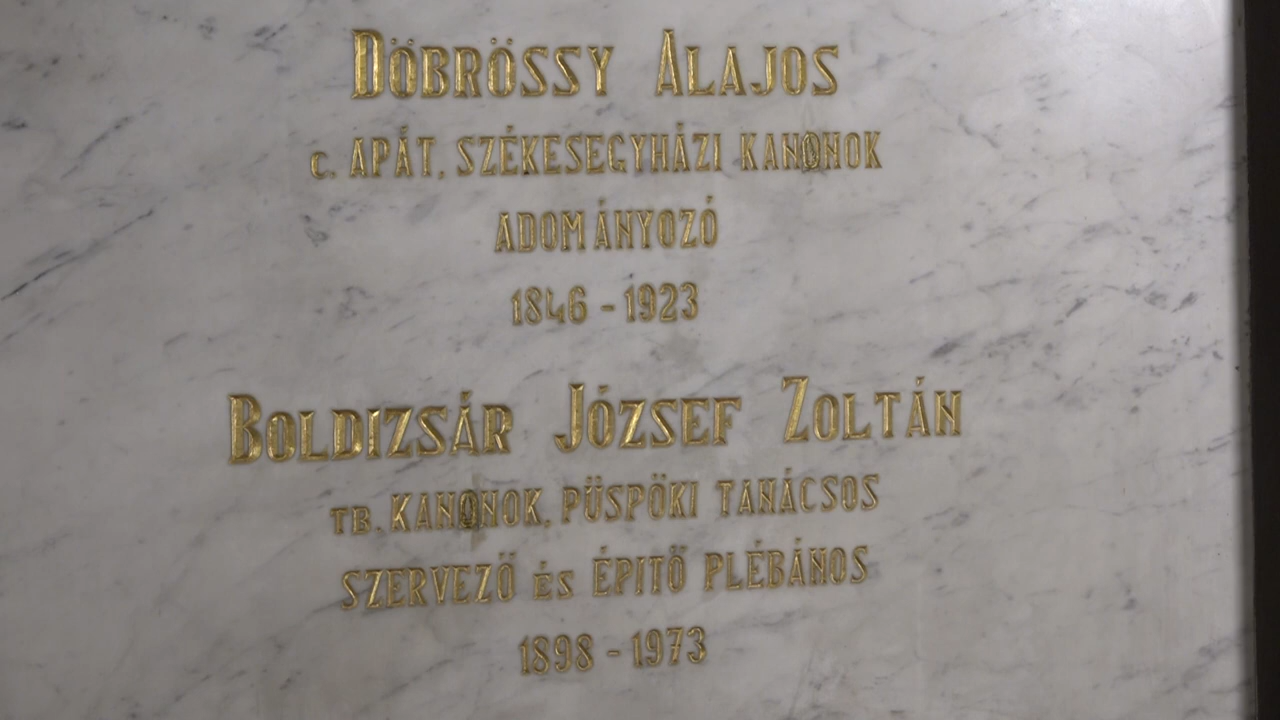 DÖBRÖSSY ALAJOS
C. APÁT, SZÉKESEGYHÁZI KANONOK
ADOMÁNYOZÓ
1846 - 1923
BOLDIZSÁR JÓZSEF ZOLTÁN
TB. KANONOK, PÜSPÖKI TANÁCSOS
SZERVEZŐ ÉS ÉPITŐ PLÉBÁNOS
1898 - 1973